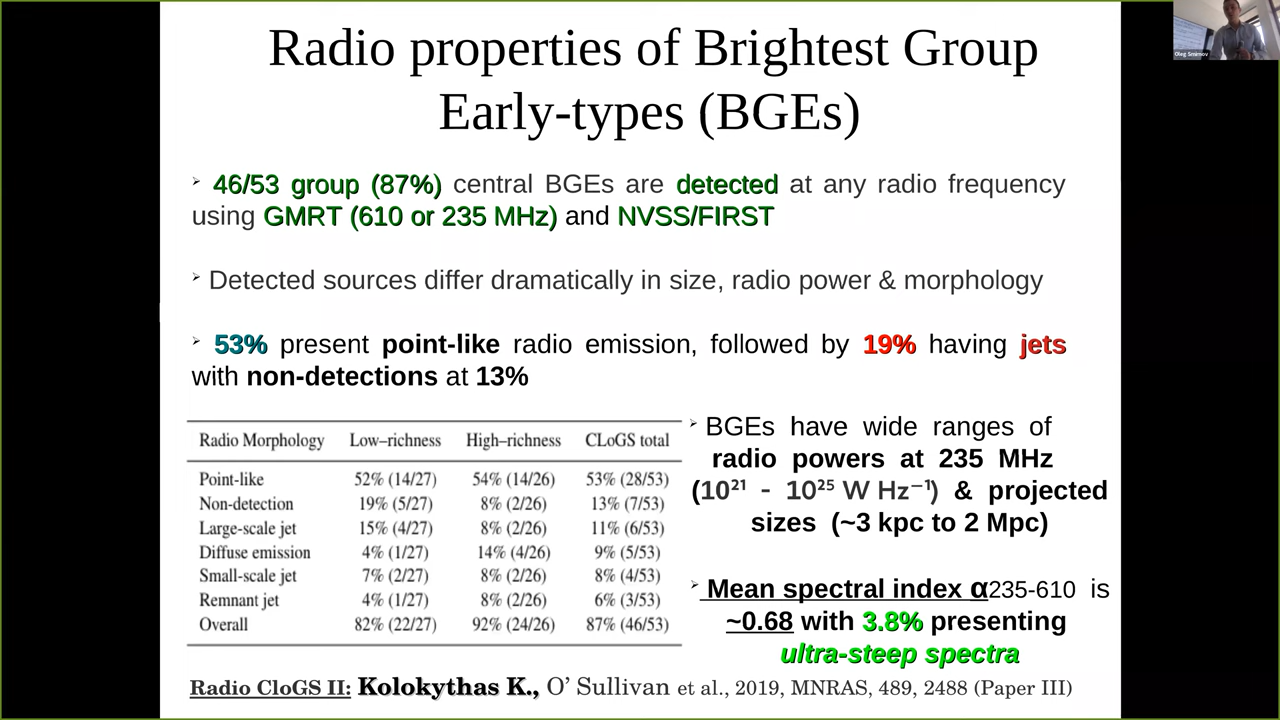 Radio properties of Brightest Group
Early-types (BGEs)
Oleg Smirnov
➢ 46/53 group (87%) central BGEs are detected at any radio frequency
using GMRT (610 or 235 MHz) and NVSS/FIRST
➢ Detected sources differ dramatically in size, radio power & morphology
➢ 53% present point-like radio emission, followed by 19% having jets
with non-detections at 13%
Radio Morphology Low–richness High–richness CLoGS total
Point-like 52% (14/27) 54% (14/26) 53% (28/53)
Non-detection 19% (5/27) 8% (2/26) 13% (7/53)
Large-scale jet 15% (4/27) 8% (2/26) 11% (6/53)
Diffuse emission 4% (1/27) 14% (4/26) 9% (5/53)
Small-scale jet 7% (2/27) 8% (2/26) 8% (4/53)
Remnant jet 4% (1/27) 8% (2/26) 6% (3/53)
Overall 82% (22/27) 92% (24/26) 87% (46/53)
➢ BGEs have wide ranges of
radio powers at 235 MHz
(10²¹ - 10²⁵ W Hz⁻¹) & projected
sizes (~3 kpc to 2 Mpc)
➢ Mean spectral index α235-610 is
~0.68 with 3.8% presenting
ultra-steep spectra
Radio CloGS II: Kolokythas K., O’ Sullivan et al., 2019, MNRAS, 489, 2488 (Paper III)